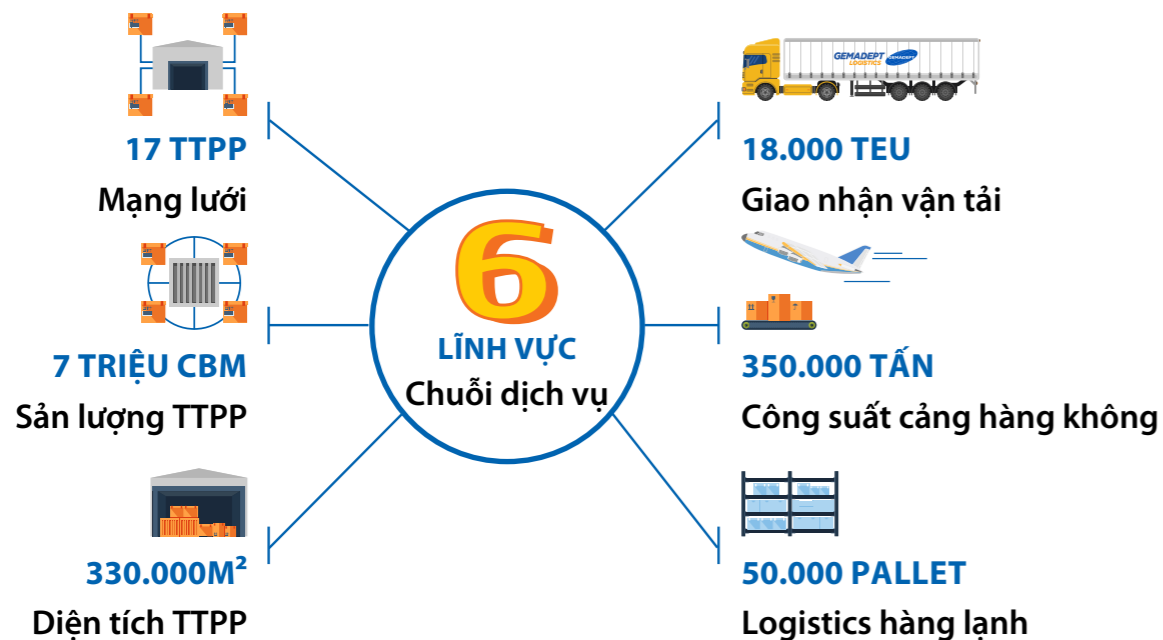 17 TTPP
Mạng lưới
7 TRIỆU CBM
Sản lượng TTPP
330.000M²
Diện tích TTPP
6
LĨNH VỰC
Chuỗi dịch vụ
GEMADEPT
LOGISTICS
GEMADEPT
18.000 TEU
Giao nhận vận tải
350.000 TẤN
Công suất cảng hàng không
50.000 PALLET
Logistics hàng lạnh